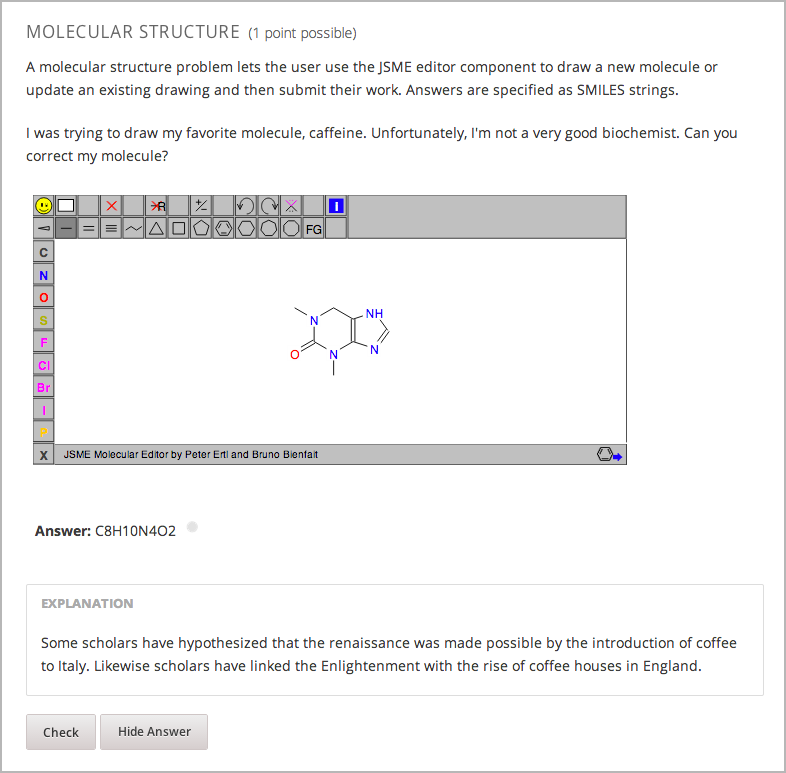 MOLECULAR STRUCTURE (1 point possible)
A molecular structure problem lets the user use the JSME editor component to draw a new molecule or
update an existing drawing and then submit their work. Answers are specified as SMILES strings.
I was trying to draw my favorite molecule, caffeine. Unfortunately, I'm not a very good biochemist. Can you
correct my molecule?
R +/− I
FG
C
N
O
S
F
Cl
Br
I
P
X
N NH
O N N
JSME Molecular Editor by Peter Ertl and Bruno Bienfait
Answer: C8H10N4O2
EXPLANATION
Some scholars have hypothesized that the renaissance was made possible by the introduction of coffee
to Italy. Likewise scholars have linked the Enlightenment with the rise of coffee houses in England.
Check Hide Answer